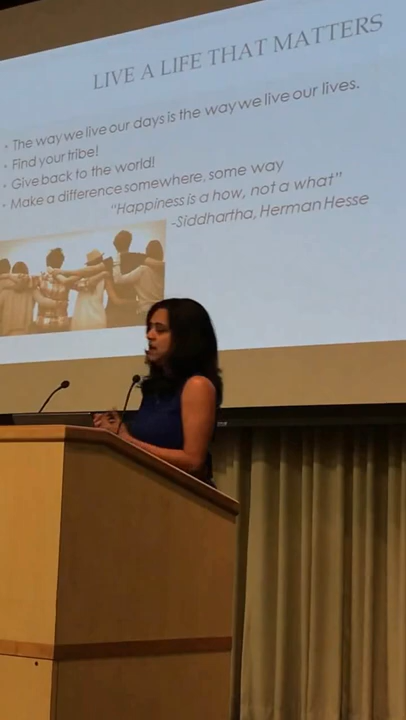 LIVE A LIFE THAT MATTERS
• The way we live our days is the way we live our lives.
• Find your tribe!
• Give back to the world!
• Make a difference somewhere, some way
"Happiness is a how, not a what"
-Siddhartha, Herman Hesse